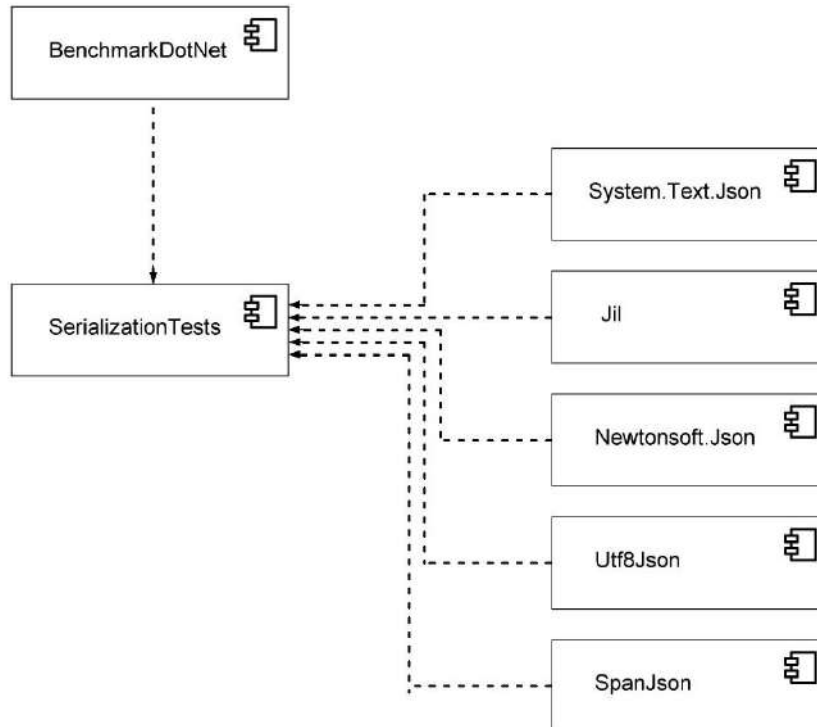 BenchmarkDotNet
System.Text.Json
SerializationTests
Jil
Newtonsoft.Json
Utf8Json
SpanJson